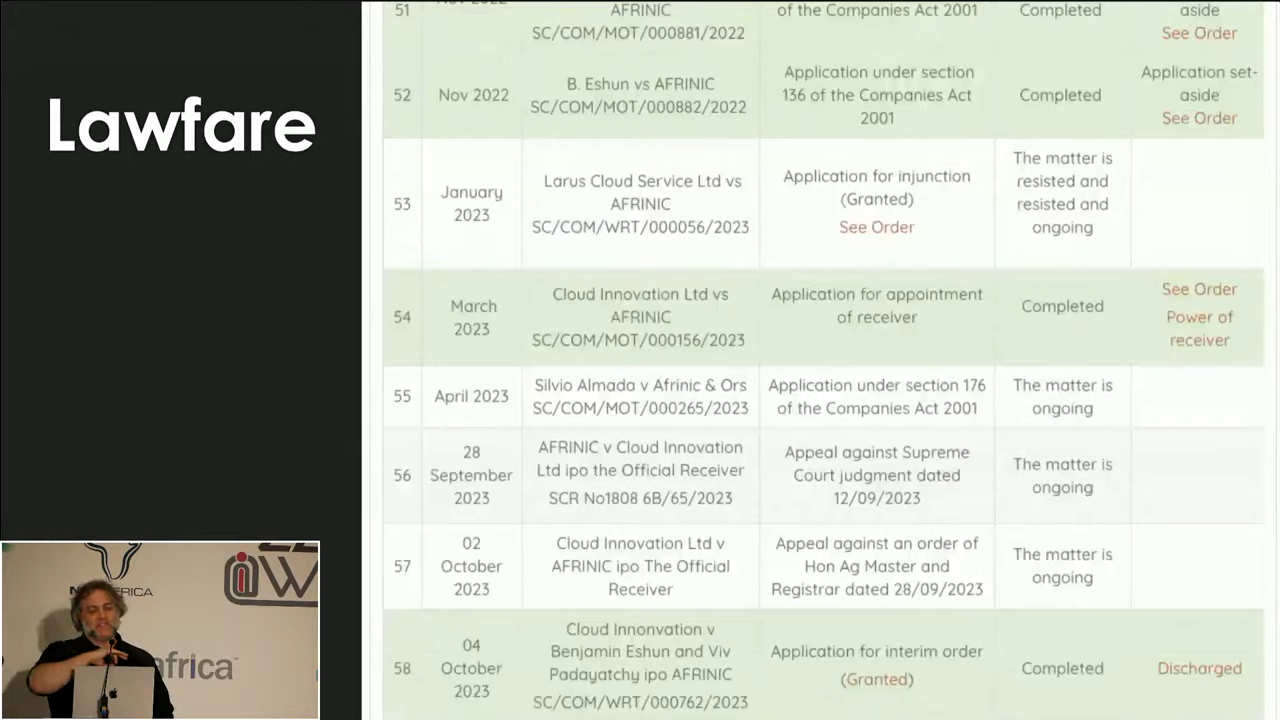 Lawfare
51
AFRINIC
SC/COM/MOT/000881/2022
of the Companies Act 2001
Completed
aside
See Order
52
Nov 2022
B. Eshun vs AFRINIC
SC/COM/MOT/000882/2022
Application under section
136 of the Companies Act
2001
Completed
Application set-
aside
See Order
53
January
2023
Larus Cloud Service Ltd vs
AFRINIC
SC/COM/WRT/000056/2023
Application for injunction
(Granted)
See Order
The matter is
resisted and
resisted and
ongoing
54
March
2023
Cloud Innovation Ltd vs
AFRINIC
SC/COM/MOT/000156/2023
Application for appointment
of receiver
Completed
See Order
Power of
receiver
55
April 2023
Silvio Almada v Afrinic & Ors
SC/COM/MOT/000265/2023
Application under section 176
of the Companies Act 2001
The matter is
ongoing
56
28
September
2023
AFRINIC v Cloud Innovation
Ltd ipo the Official Receiver
SCR No1808 6B/65/2023
Appeal against Supreme
Court judgment dated
12/09/2023
The matter is
ongoing
57
02
October
2023
Cloud Innovation Ltd v
AFRINIC ipo The Official
Receiver
Appeal against an order of
Hon Ag Master and
Registrar dated 28/09/2023
The matter is
ongoing
58
04
October
2023
Cloud Innonvation v
Benjamin Eshun and Viv
Padayatchy ipo AFRINIC
SC/COM/WRT/000762/2023
Application for interim order
(Granted)
Completed
Discharged
africa